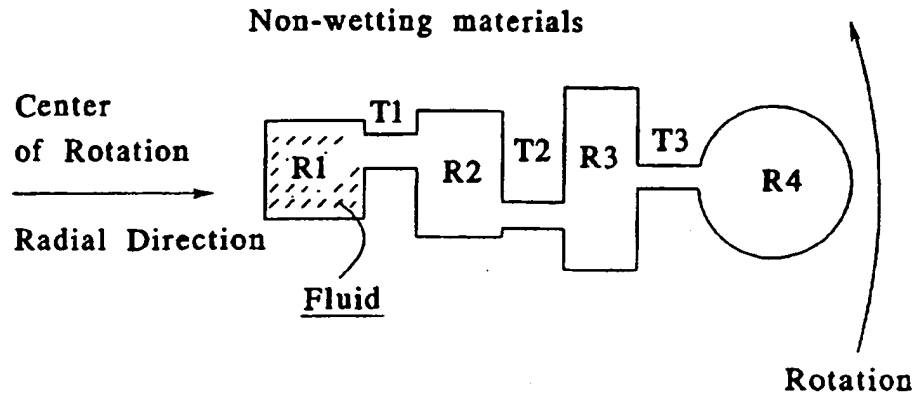 Non-wetting materials
Center
of Rotation
Radial Direction
R1
T1
R2
T2
R3
T3
R4
Fluid
Rotation